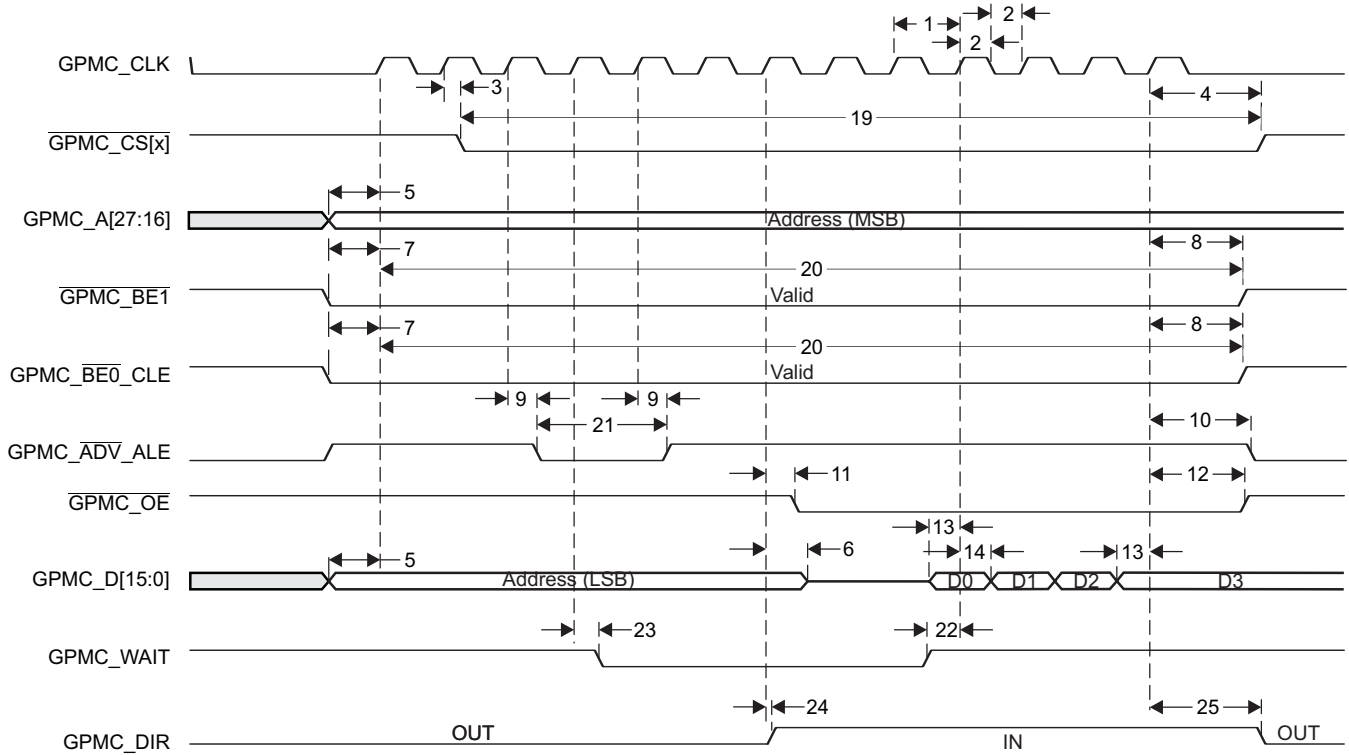 1
2
2
GPMC_CLK
3
4
19
GPMC_CS[x]
5
GPMC_A[27:16]
Address (MSB)
7
8
20
GPMC_BE1
Valid
7
8
20
GPMC_BE0_CLE
Valid
9
9
21
10
GPMC_ADV_ALE
11
12
GPMC_OE
13
5
6
14
13
GPMC_D[15:0]
Address (LSB)
D0
D1
D2
D3
23
22
GPMC_WAIT
24
25
GPMC_DIR
OUT
IN
OUT